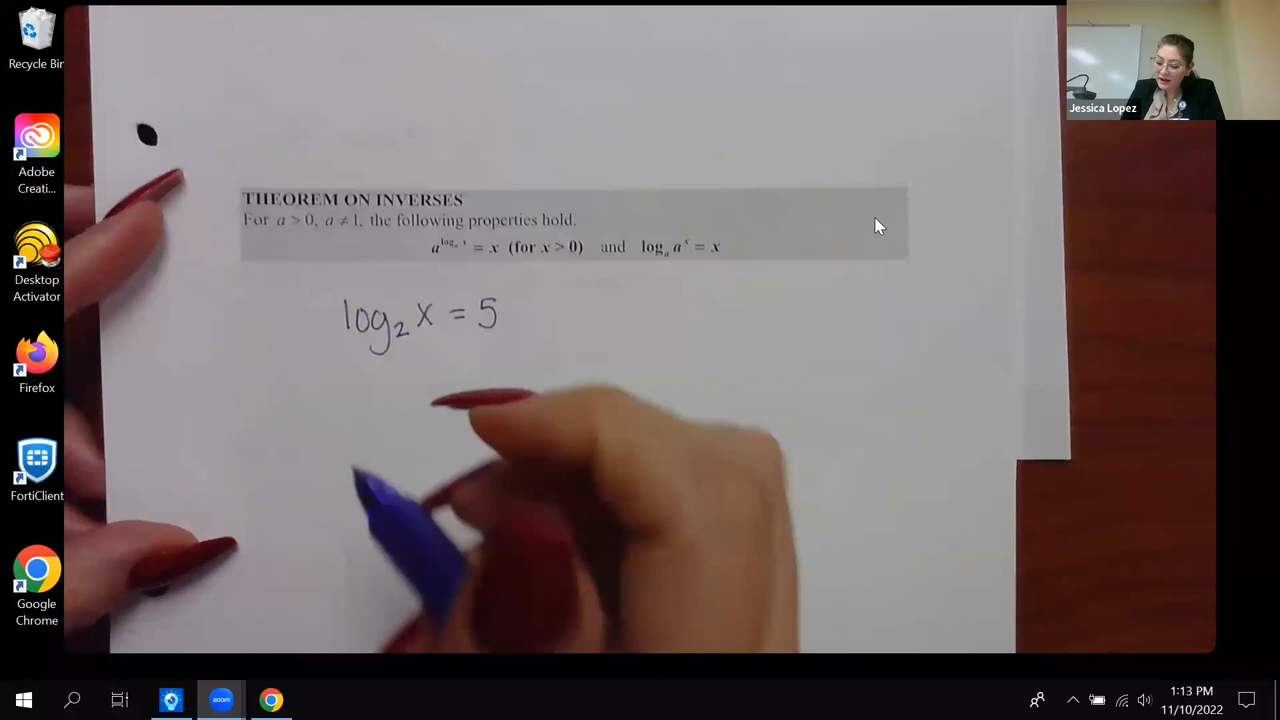 Recycle Bin
Adobe
Creati...
Desktop
Activator
Firefox
FortiClient
Google
Chrome
Jessica Lopez
THEOREM ON INVERSES
For a > 0, a ≠ 1, the following properties hold.
a^(logₐ x) = x (for x > 0) and logₐ a^x = x
log₂ x = 5
zoom
1:13 PM
11/10/2022